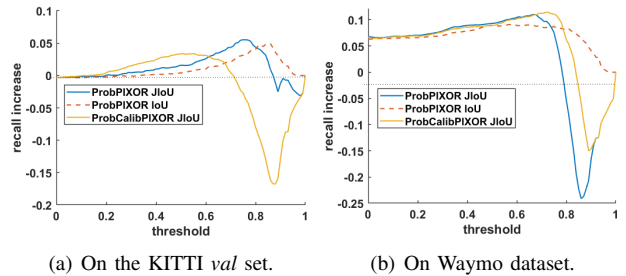 0.1
0.05
0
-0.05
-0.1
-0.15
-0.2
recall increase
ProbPIXOR JIoU
ProbPIXOR IoU
ProbCalibPIXOR JIoU
0 0.2 0.4 0.6 0.8 1
threshold
(a) On the KITTI val set.
0.1
0.05
0
-0.05
-0.1
-0.15
-0.2
-0.25
recall increase
ProbPIXOR JIoU
ProbPIXOR IoU
ProbCalibPIXOR JIoU
0 0.2 0.4 0.6 0.8 1
threshold
(b) On Waymo dataset.